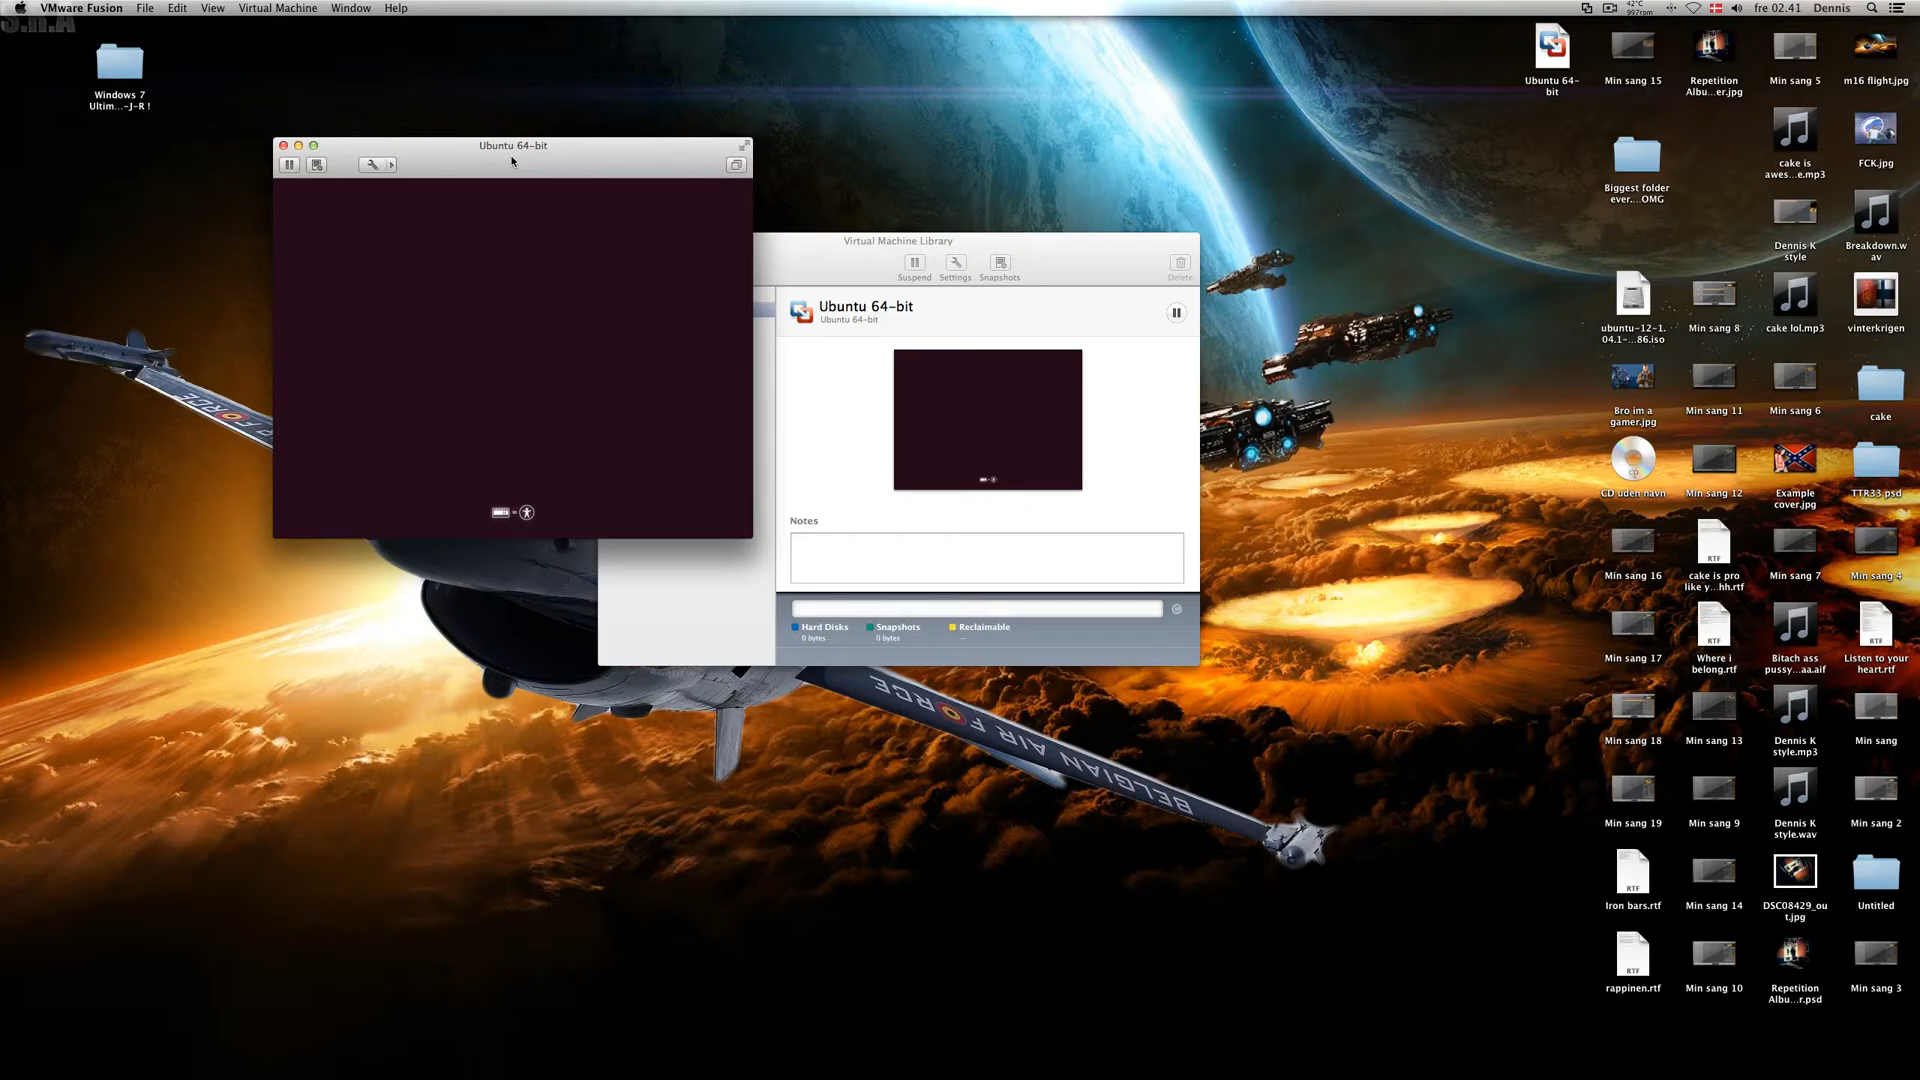 VMware Fusion File Edit View Virtual Machine Window Help
42°C
997rpm
fre 02.41 Dennis
S.H.A
Windows 7
Ultim...-J-R !
Ubuntu 64-bit
Virtual Machine Library
Suspend Settings Snapshots Delete
Ubuntu 64-bit
Ubuntu 64-bit
Notes
Hard Disks
0 bytes
Snapshots
0 bytes
Reclaimable
--
BELGIAN AIR FORCE
Ubuntu 64-
bit
Min sang 15
Repetition
Albu...er.jpg
Min sang 5
m16 flight.jpg
Biggest folder
ever....OMG
cake is
awes...e.mp3
FCK.jpg
Dennis K
style
Breakdown.w
av
ubuntu-12-1.
04.1-...86.iso
Min sang 8
cake lol.mp3
vinterkrigen
Bro im a
gamer.jpg
Min sang 11
Min sang 6
cake
CD
CD uden navn
Min sang 12
Example
cover.jpg
TTR33 psd
Min sang 16
RTF
cake is pro
like y...hh.rtf
Min sang 7
Min sang 4
Min sang 17
RTF
Where i
belong.rtf
Bitach ass
pussy...aa.aif
RTF
Listen to your
heart.rtf
Min sang 18
Min sang 13
Dennis K
style.mp3
Min sang
Min sang 19
Min sang 9
Dennis K
style.wav
Min sang 2
RTF
Iron bars.rtf
Min sang 14
DSC08429_ou
t.jpg
Untitled
RTF
rappinen.rtf
Min sang 10
Repetition
Albu...r.psd
Min sang 3